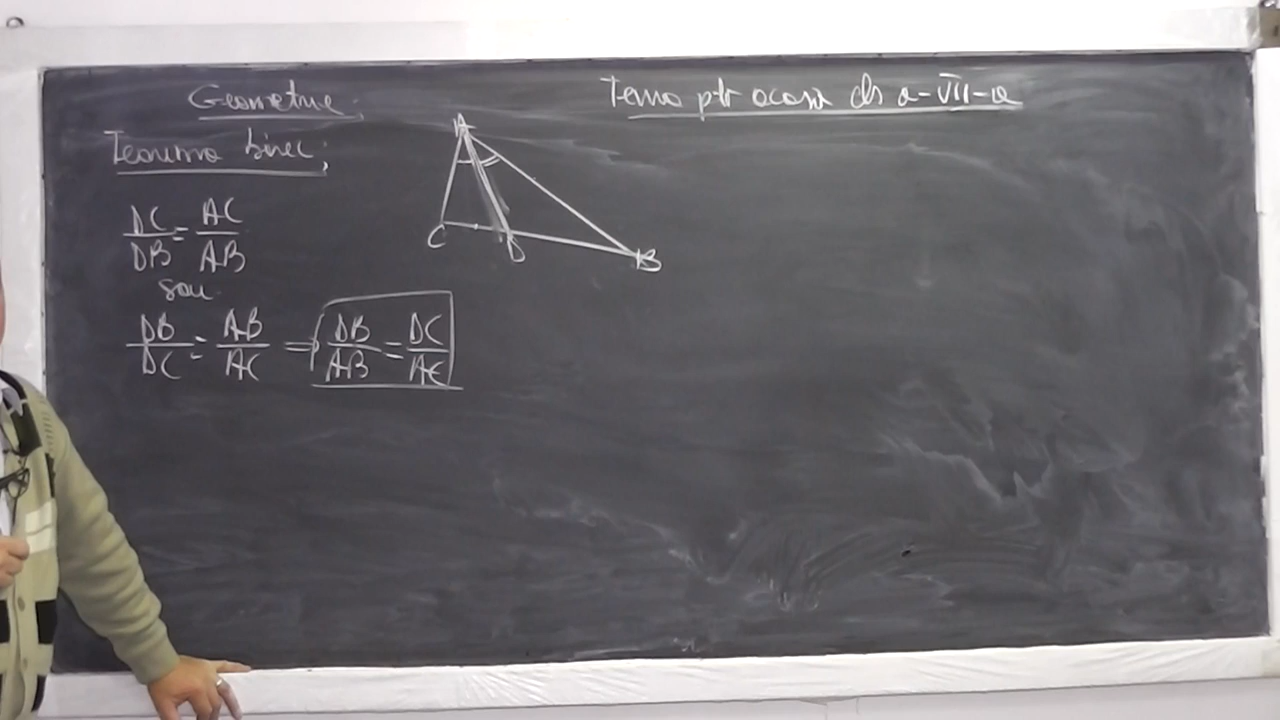 Geometrie
Tema ptr acasă cls a-VII-a
Teorema bisec;
DC/DB = AC/AB
sau
DB/DC = AB/AC => DB/AB = DC/AC
A
C
D
B